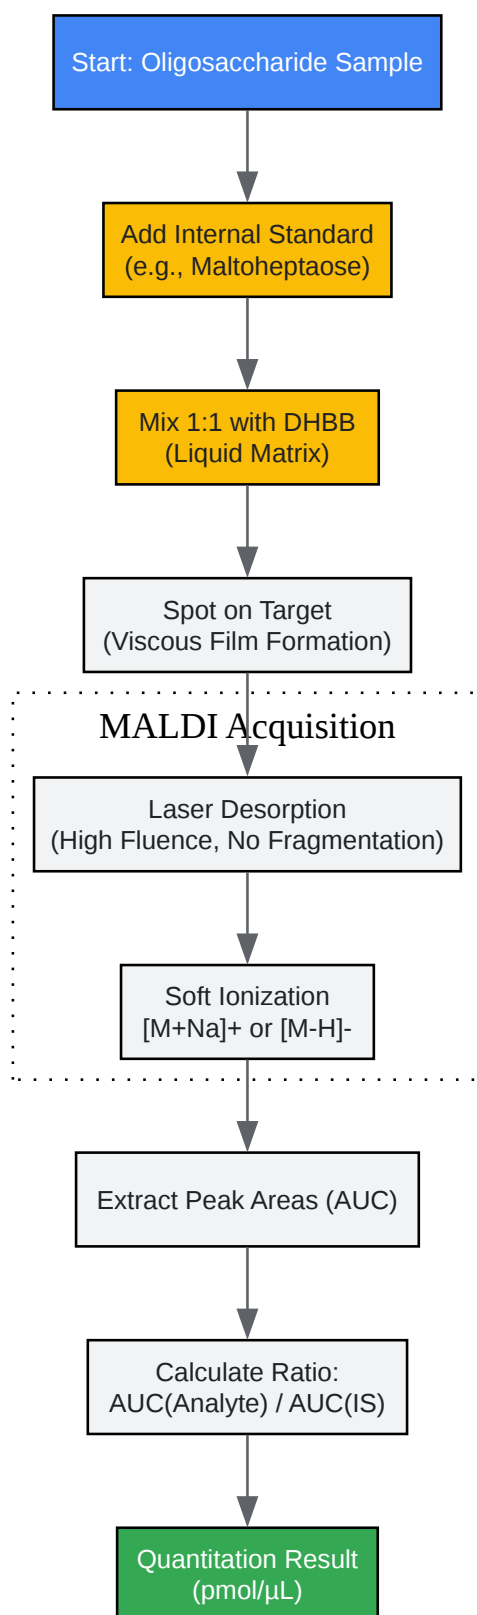 Start: Oligosaccharide Sample
Add Internal Standard
(e.g., Maltoheptaose)
Mix 1:1 with DHBB
(Liquid Matrix)
Spot on Target
(Viscous Film Formation)
MALDI Acquisition
Laser Desorption
(High Fluence, No Fragmentation)
Soft Ionization
[M+Na]+ or [M-H]-
Extract Peak Areas (AUC)
Calculate Ratio:
AUC(Analyte) / AUC(IS)
Quantitation Result
(pmol/µL)